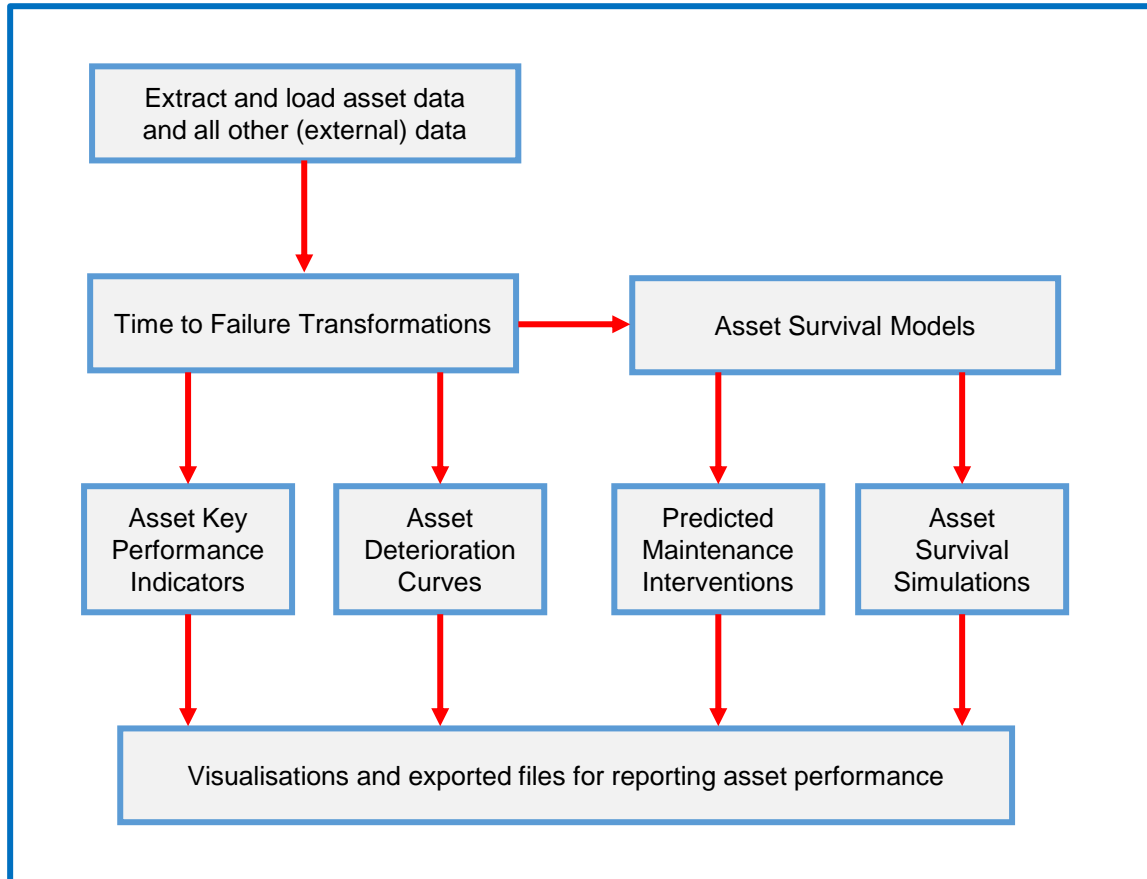 Extract and load asset data
and all other (external) data
Time to Failure Transformations
Asset Survival Models
Asset Key
Performance
Indicators
Asset
Deterioration
Curves
Predicted
Maintenance
Interventions
Asset
Survival
Simulations
Visualisations and exported files for reporting asset performance